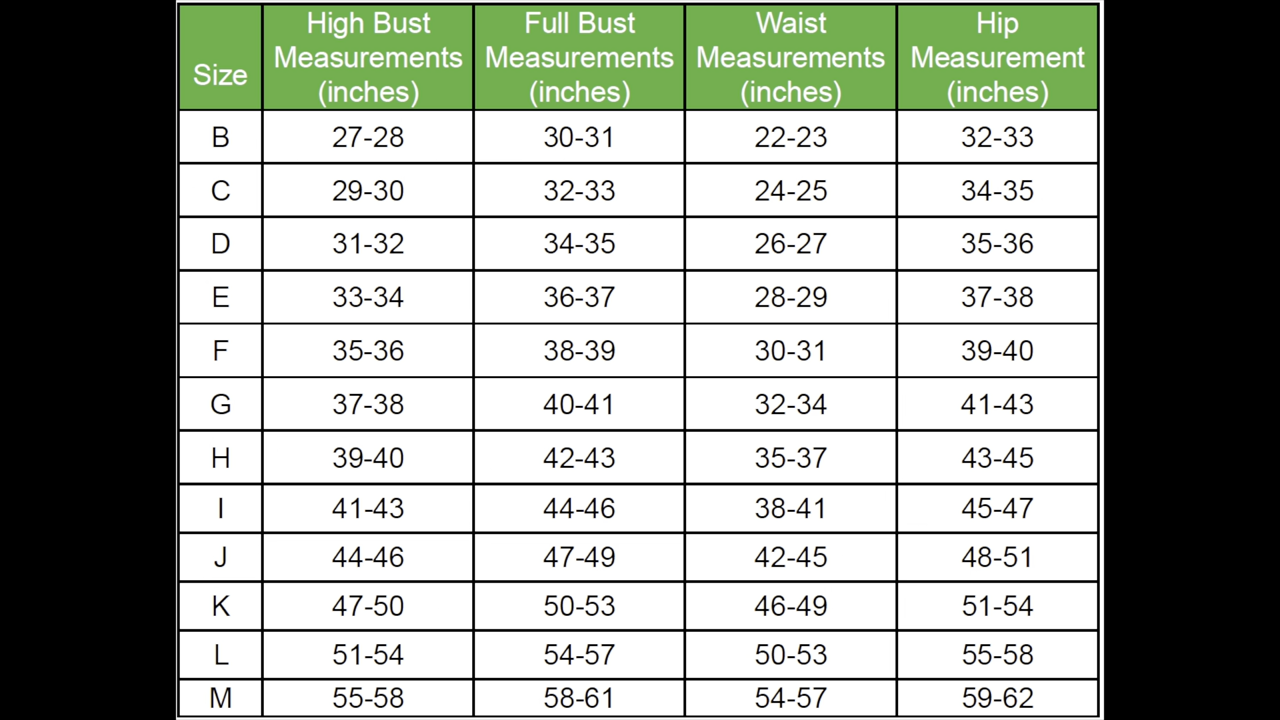 Size High Bust Measurements (inches) Full Bust Measurements (inches) Waist Measurements (inches) Hip Measurement (inches)
B 27-28 30-31 22-23 32-33
C 29-30 32-33 24-25 34-35
D 31-32 34-35 26-27 35-36
E 33-34 36-37 28-29 37-38
F 35-36 38-39 30-31 39-40
G 37-38 40-41 32-34 41-43
H 39-40 42-43 35-37 43-45
I 41-43 44-46 38-41 45-47
J 44-46 47-49 42-45 48-51
K 47-50 50-53 46-49 51-54
L 51-54 54-57 50-53 55-58
M 55-58 58-61 54-57 59-62